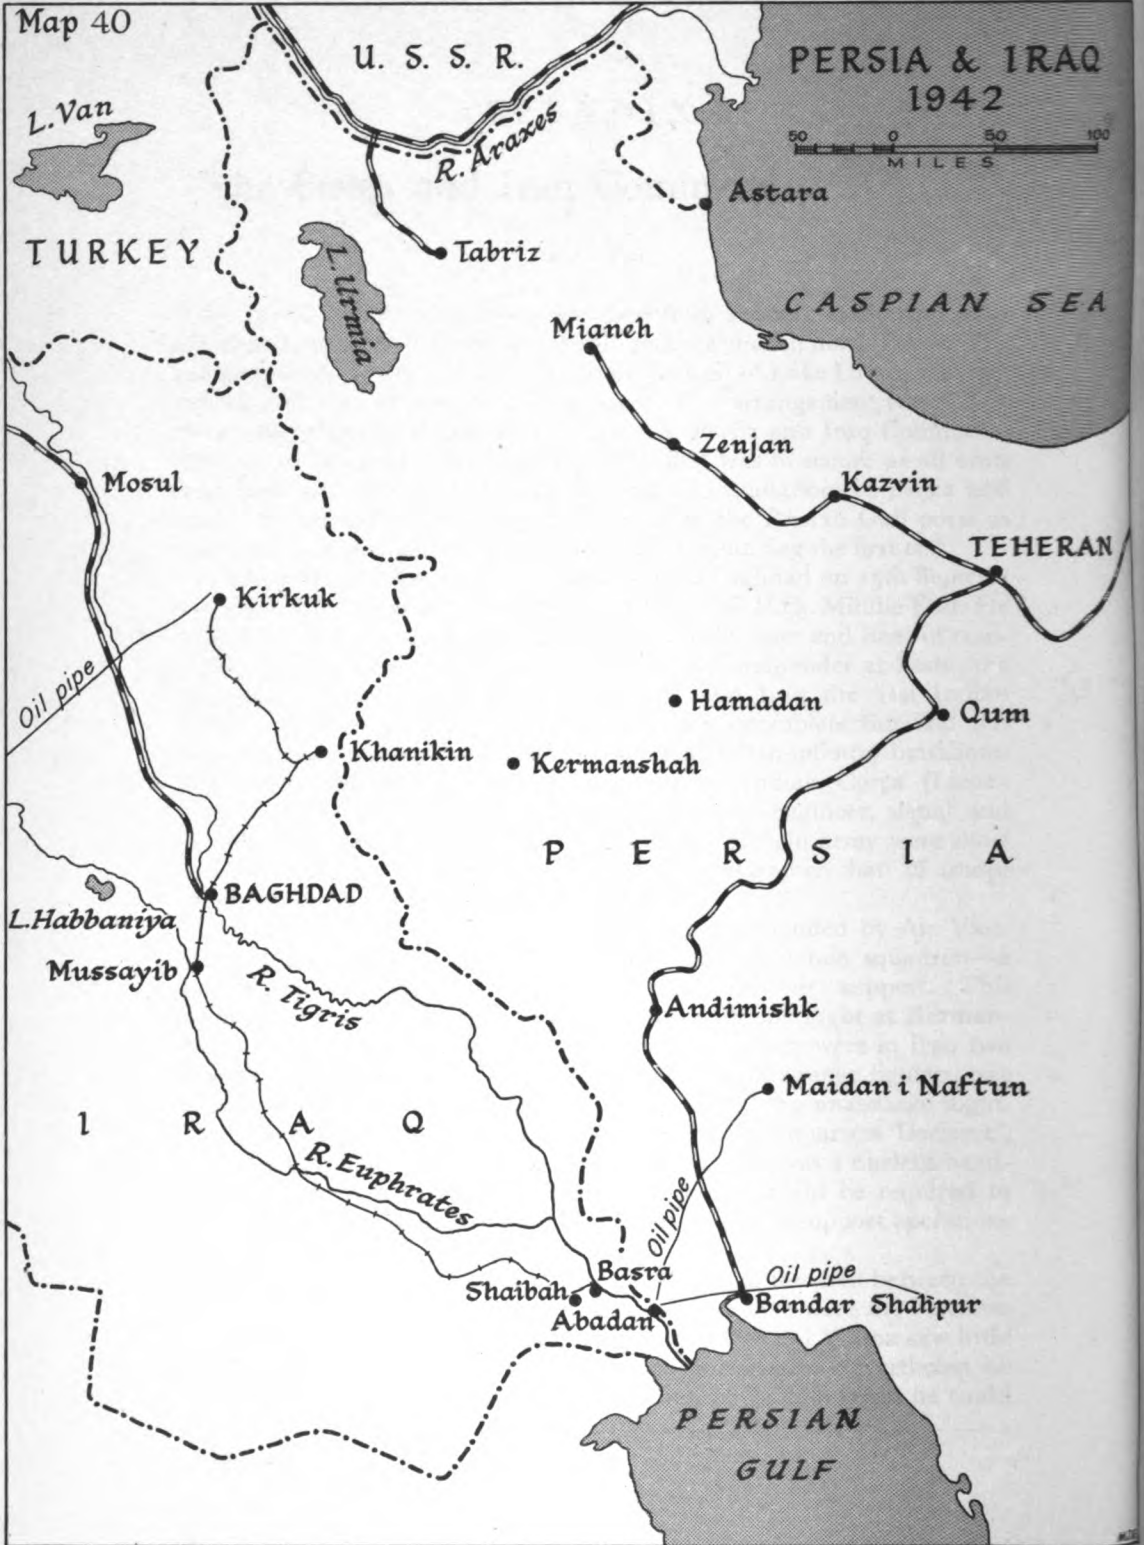 Map 40
U. S. S. R.
PERSIA & IRAQ
1942
50 0 50 100
MILES
L. Van
R. Araxes
Astara
TURKEY
Tabriz
L. Urmia
CASPIAN SEA
Mianeh
Zenjan
Mosul
Kazvin
TEHERAN
Kirkuk
Oil pipe
Hamadan
Qum
Khanikin
Kermanshah
PERSIA
BAGHDAD
L. Habbaniya
Mussayib
R. Tigris
Andimishk
Maidan i Naftun
IRAQ
R. Euphrates
Oil pipe
Basra
Oil pipe
Shaibah
Bandar Shahpur
Abadan
PERSIAN
GULF